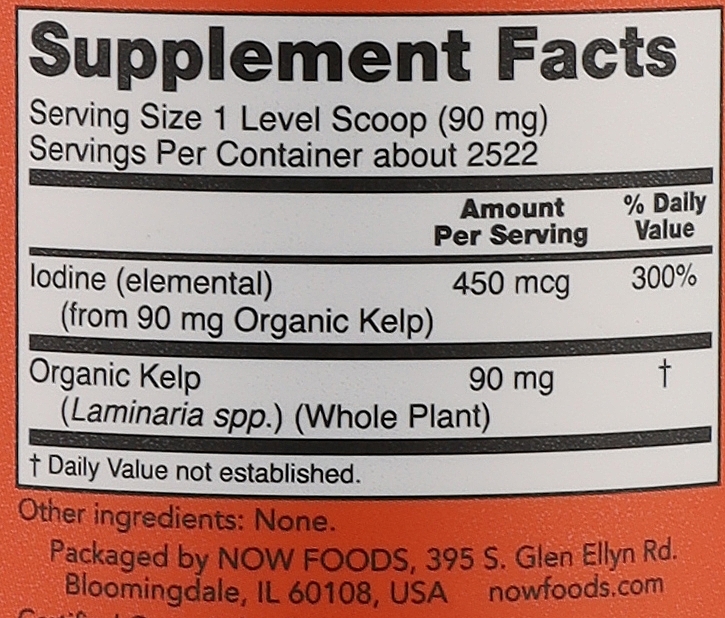 Supplement Facts
Serving Size 1 Level Scoop (90 mg)
Servings Per Container about 2522
Amount Per Serving % Daily Value
Iodine (elemental) 450 mcg 300%
(from 90 mg Organic Kelp)
Organic Kelp 90 mg †
(Laminaria spp.) (Whole Plant)
† Daily Value not established.
Other ingredients: None.
Packaged by NOW FOODS, 395 S. Glen Ellyn Rd.
Bloomingdale, IL 60108, USA nowfoods.com